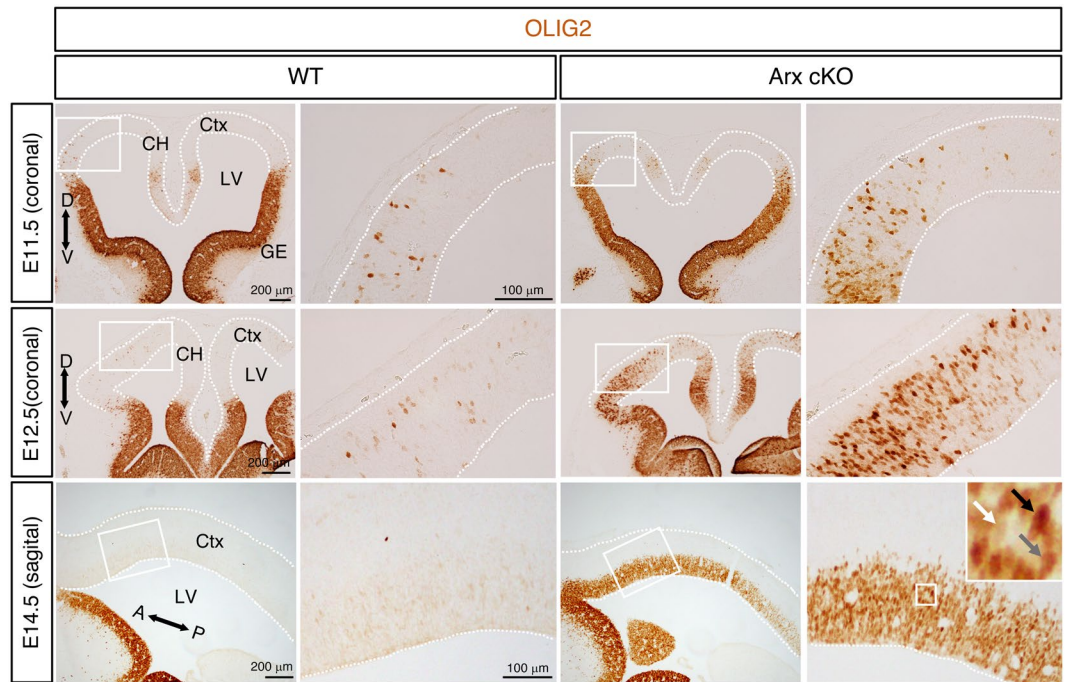 OLIG2
WT
Arx cKO
E11.5 (coronal)
Ctx
CH
LV
D
V
GE
200 µm
100 µm
E12.5(coronal)
Ctx
CH
D
LV
V
200 µm
E14.5 (sagital)
Ctx
LV
A
P
200 µm
100 µm